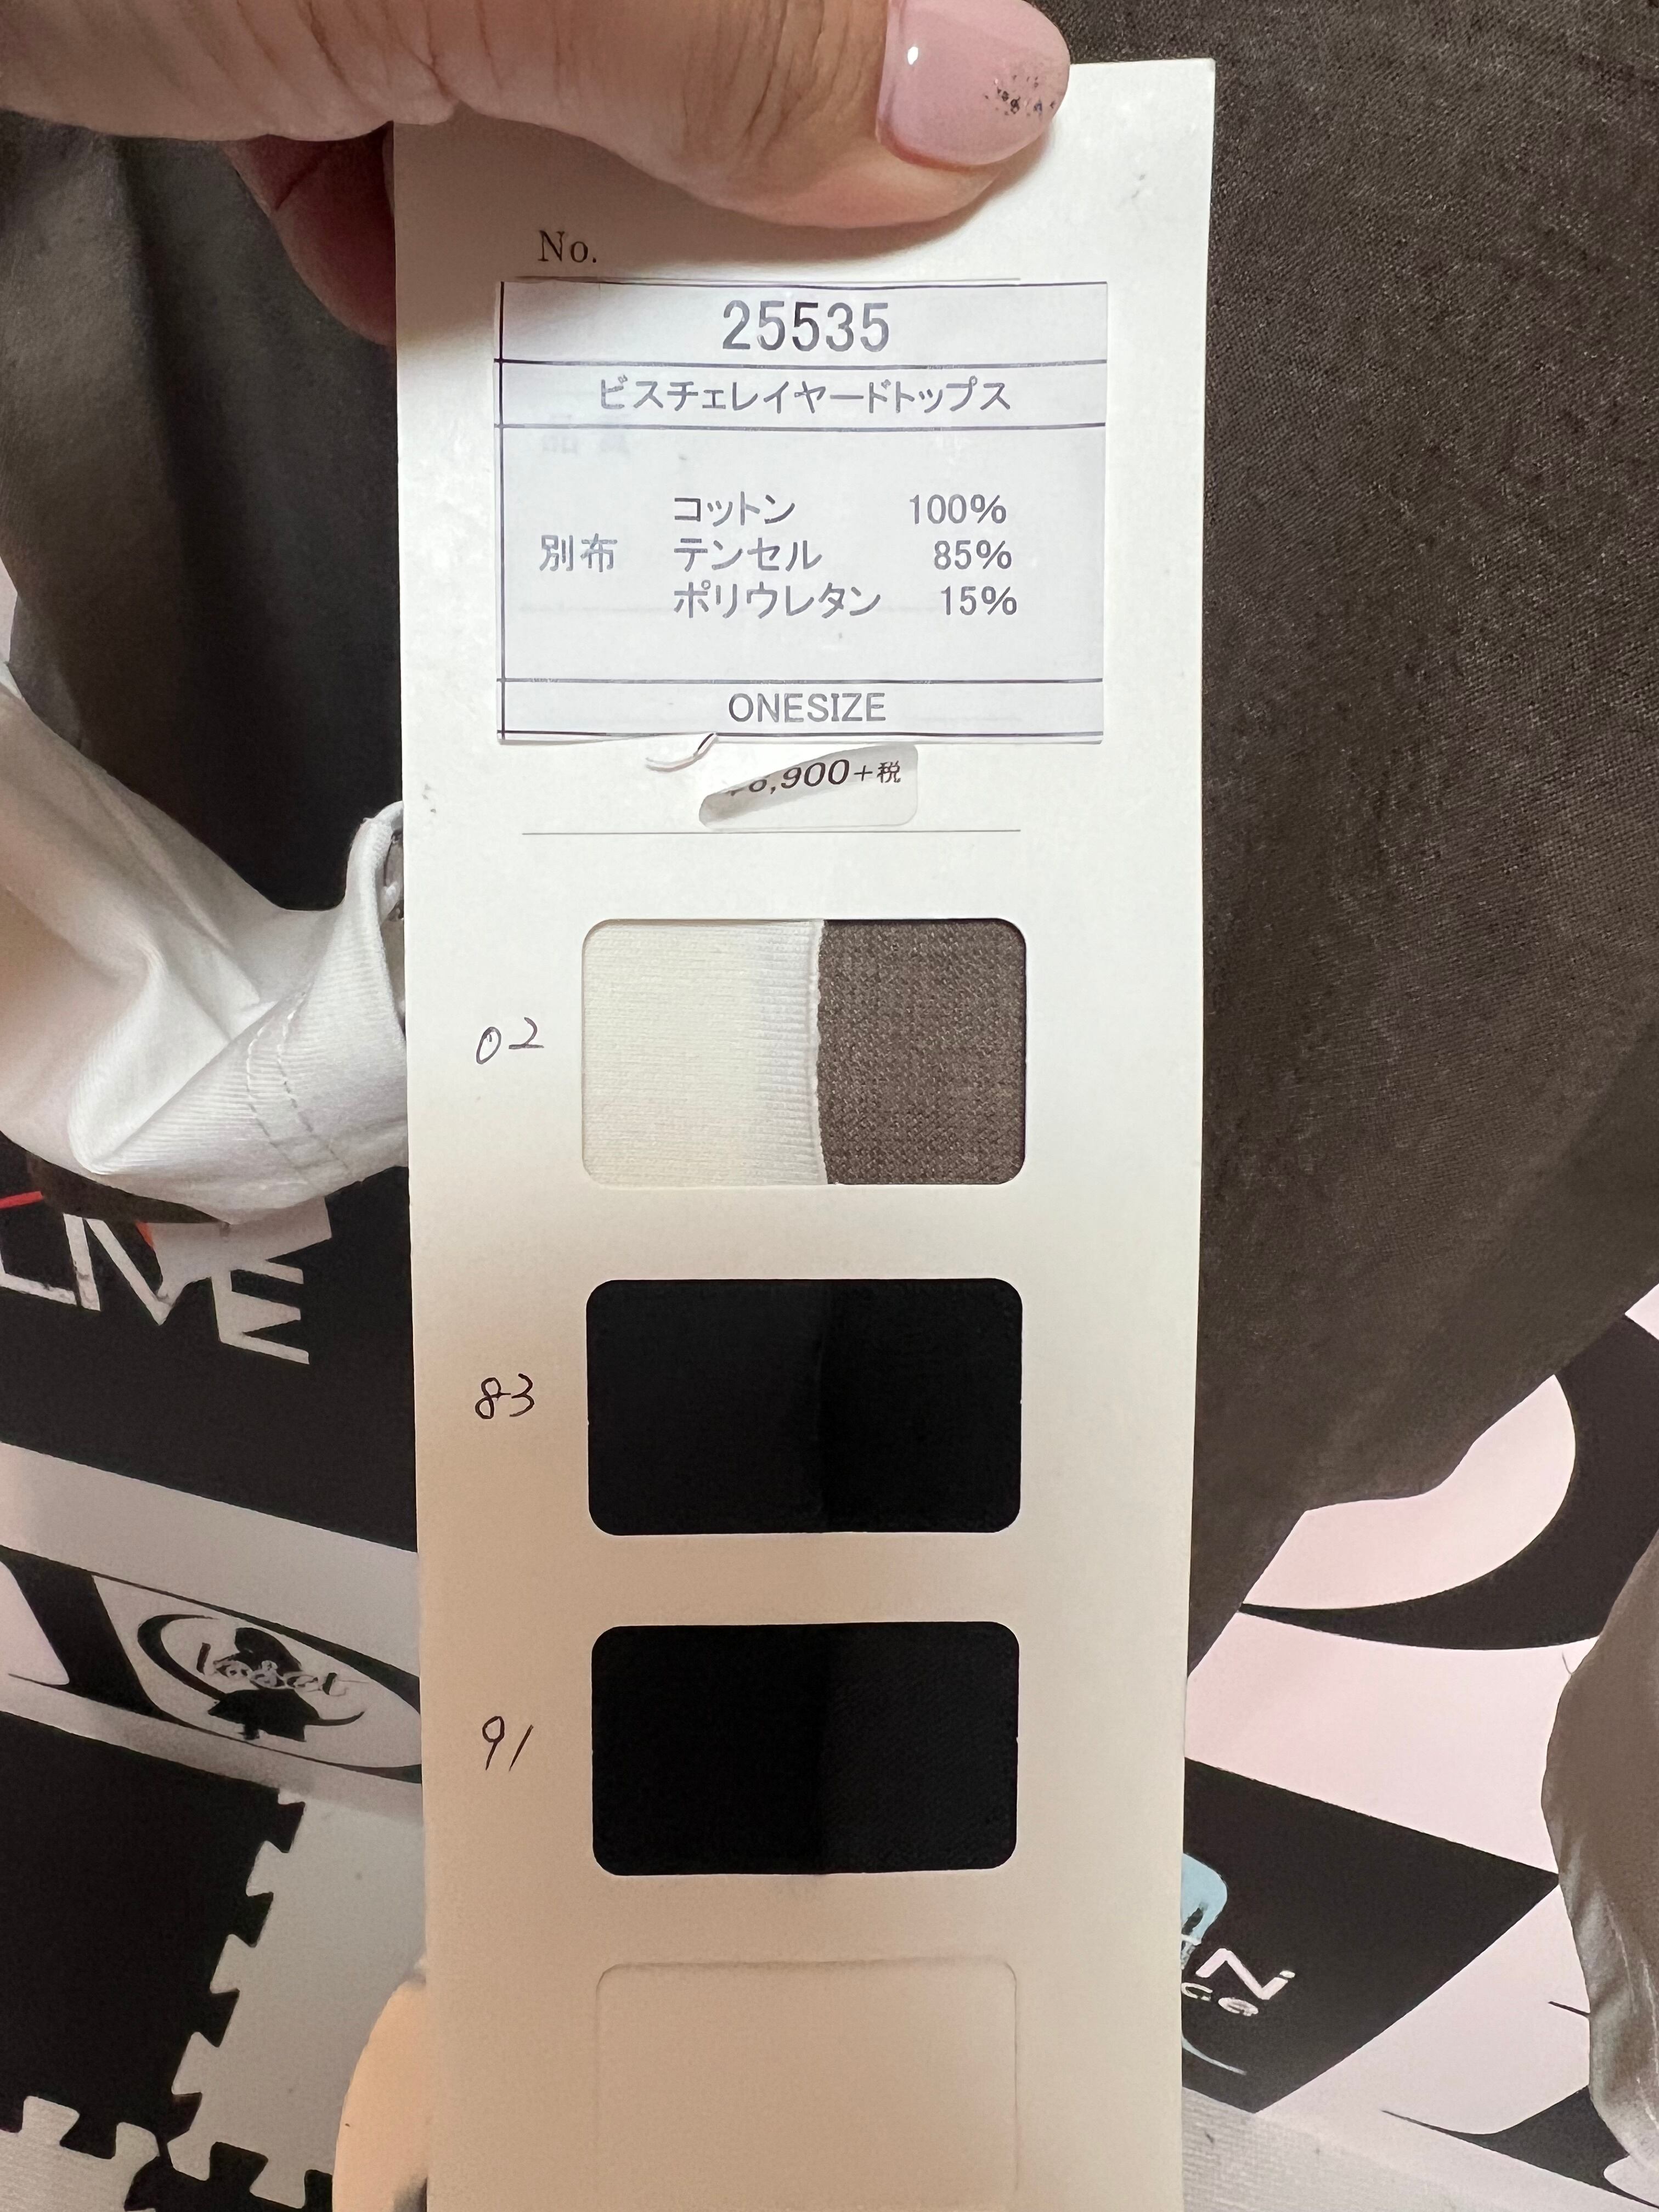 No.
25535
ビスチェレイヤードトップス
コットン 100%
別布 テンセル 85%
ポリウレタン 15%
ONESIZE
,900+税
02
LIVE
83
91